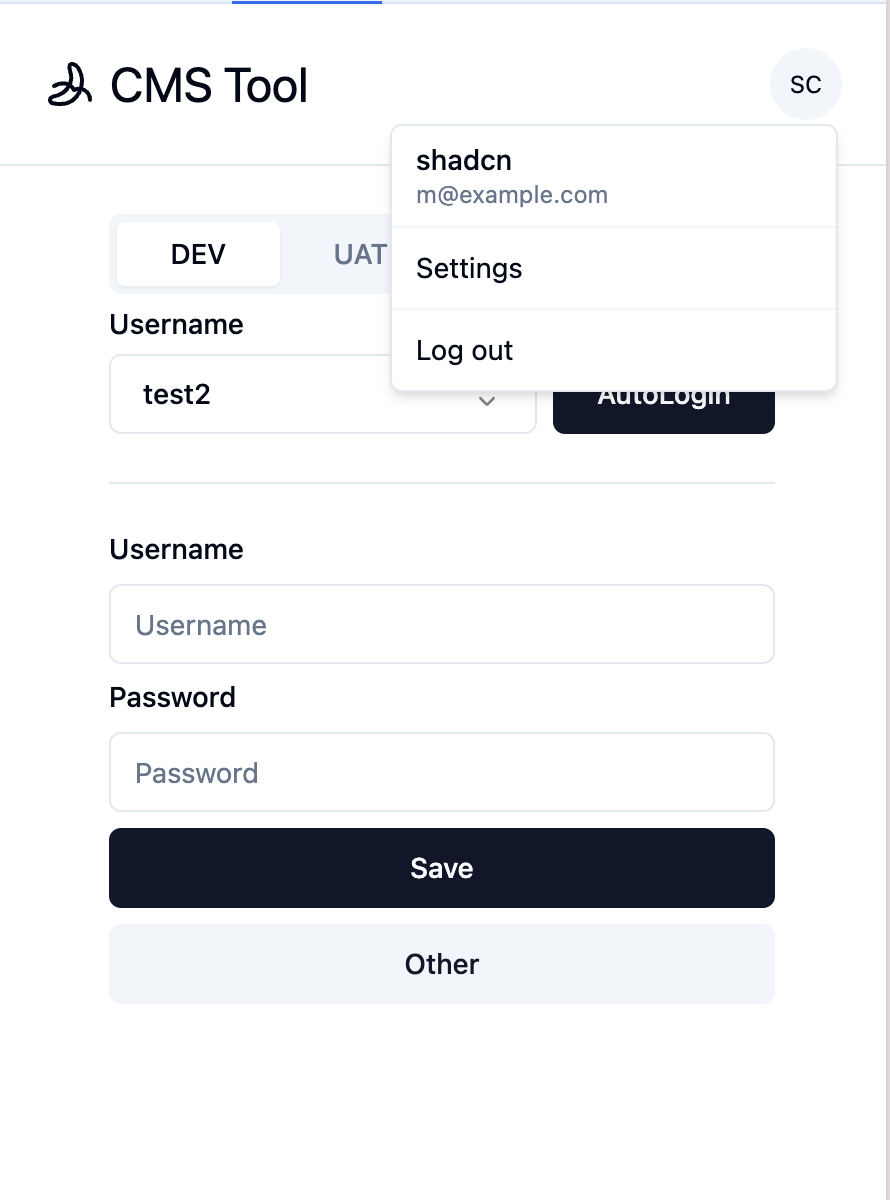 CMS Tool
SC
shadcn
m@example.com
Settings
Log out
DEV
UAT
Username
test2
AutoLogin
Username
Username
Password
Password
Save
Other